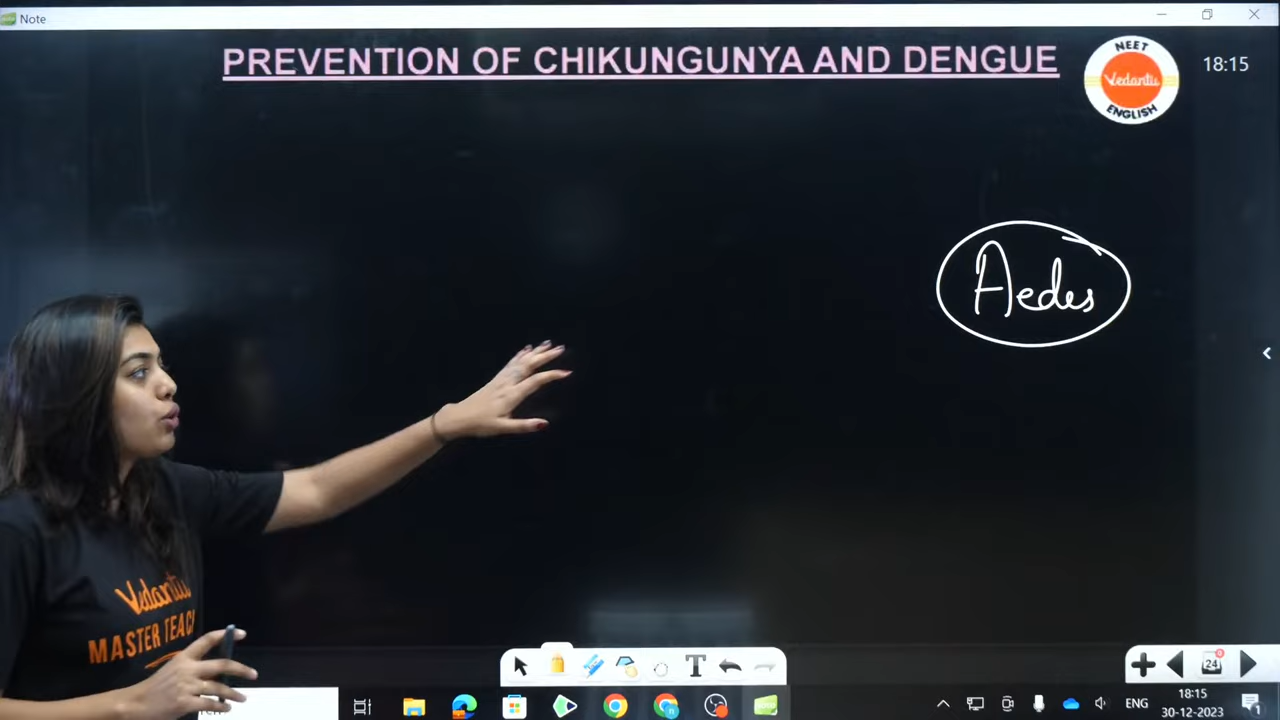 Note
PREVENTION OF CHIKUNGUNYA AND DENGUE
NEET
Vedantu
ENGLISH
18:15
Aedes
Vedantu
MASTER TEAC
T
24
ENG
18:15
30-12-2023
1